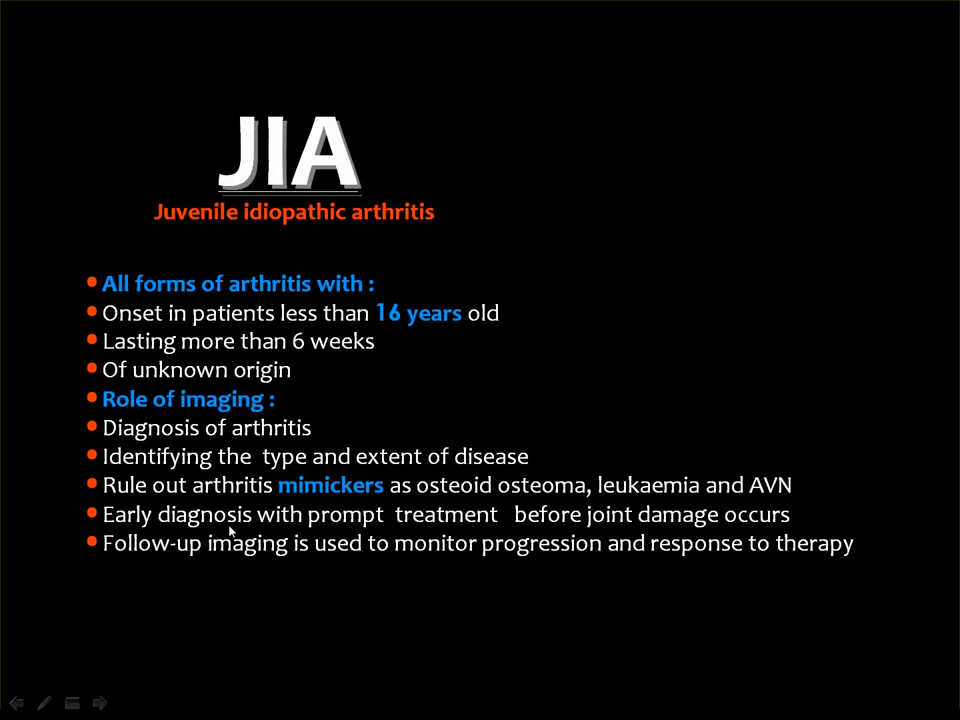 JIA
Juvenile idiopathic arthritis
• All forms of arthritis with :
• Onset in patients less than 16 years old
• Lasting more than 6 weeks
• Of unknown origin
• Role of imaging :
• Diagnosis of arthritis
• Identifying the type and extent of disease
• Rule out arthritis mimickers as osteoid osteoma, leukaemia and AVN
• Early diagnosis with prompt treatment before joint damage occurs
• Follow-up imaging is used to monitor progression and response to therapy